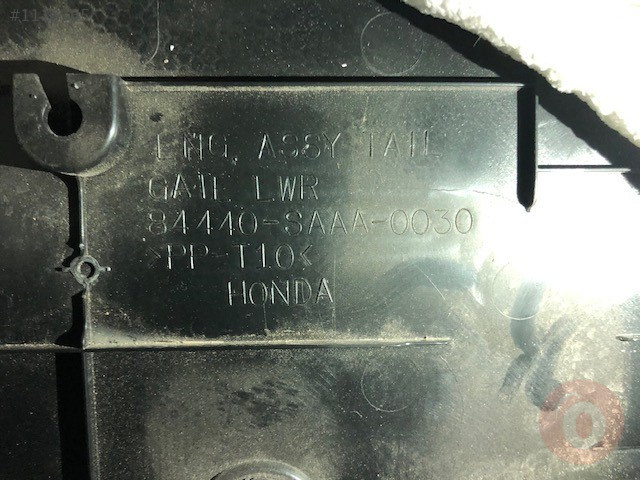 LNG, ASSY TAIL
GATE LWR
84440-SAAA-0030
>PP-T10<
HONDA